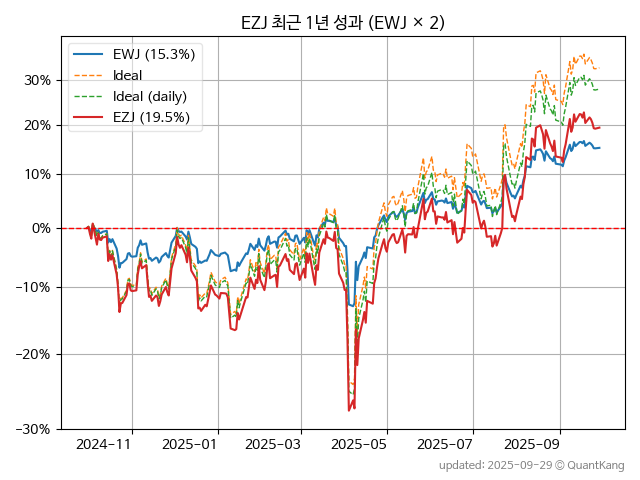 EZJ 최근 1년 성과 (EWJ × 2)
EWJ (15.3%)
Ideal
Ideal (daily)
EZJ (19.5%)
30%
20%
10%
0%
−10%
−20%
−30%
2024-11
2025-01
2025-03
2025-05
2025-07
2025-09
updated: 2025-09-29 © QuantKang